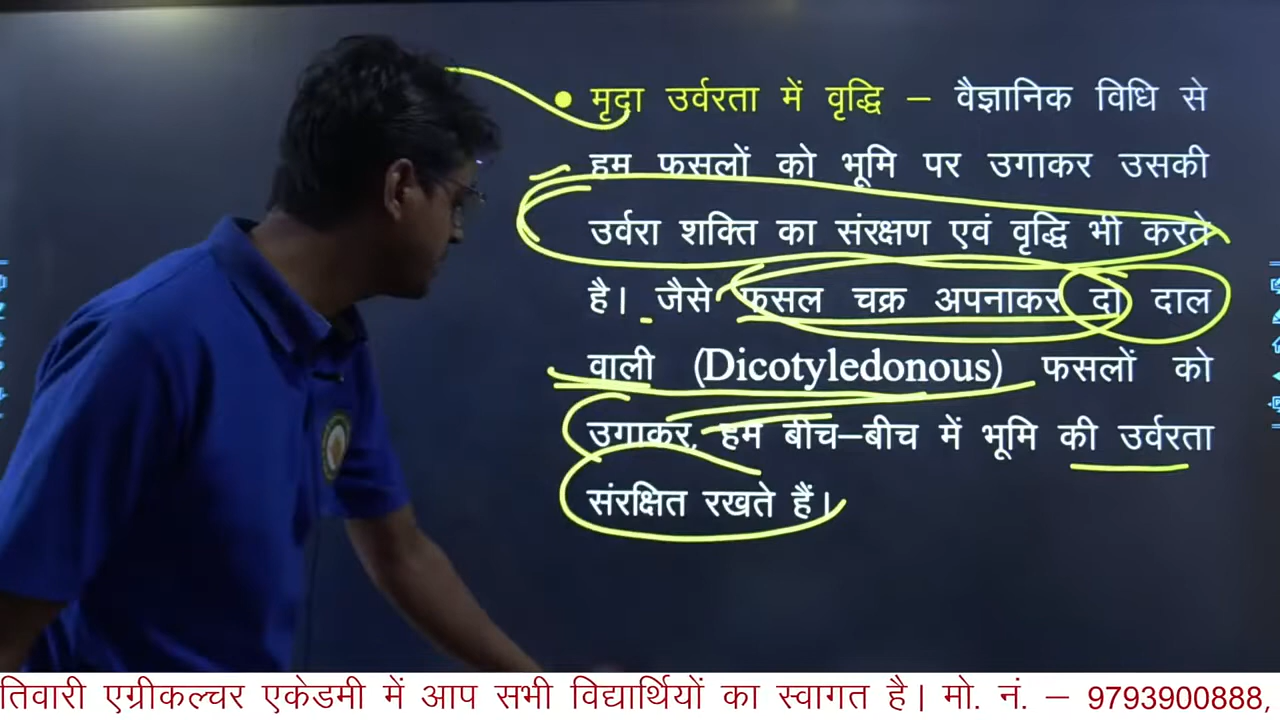 • मृदा उर्वरता में वृद्धि – वैज्ञानिक विधि से
हम फसलों को भूमि पर उगाकर उसकी
उर्वरा शक्ति का संरक्षण एवं वृद्धि भी करते
है। जैसे फसल चक्र अपनाकर दो दाल
वाली (Dicotyledonous) फसलों को
उगाकर, हम बीच–बीच में भूमि की उर्वरता
संरक्षित रखते हैं।
तिवारी एग्रीकल्चर एकेडमी में आप सभी विद्यार्थियों का स्वागत है। मो. नं. – 9793900888,